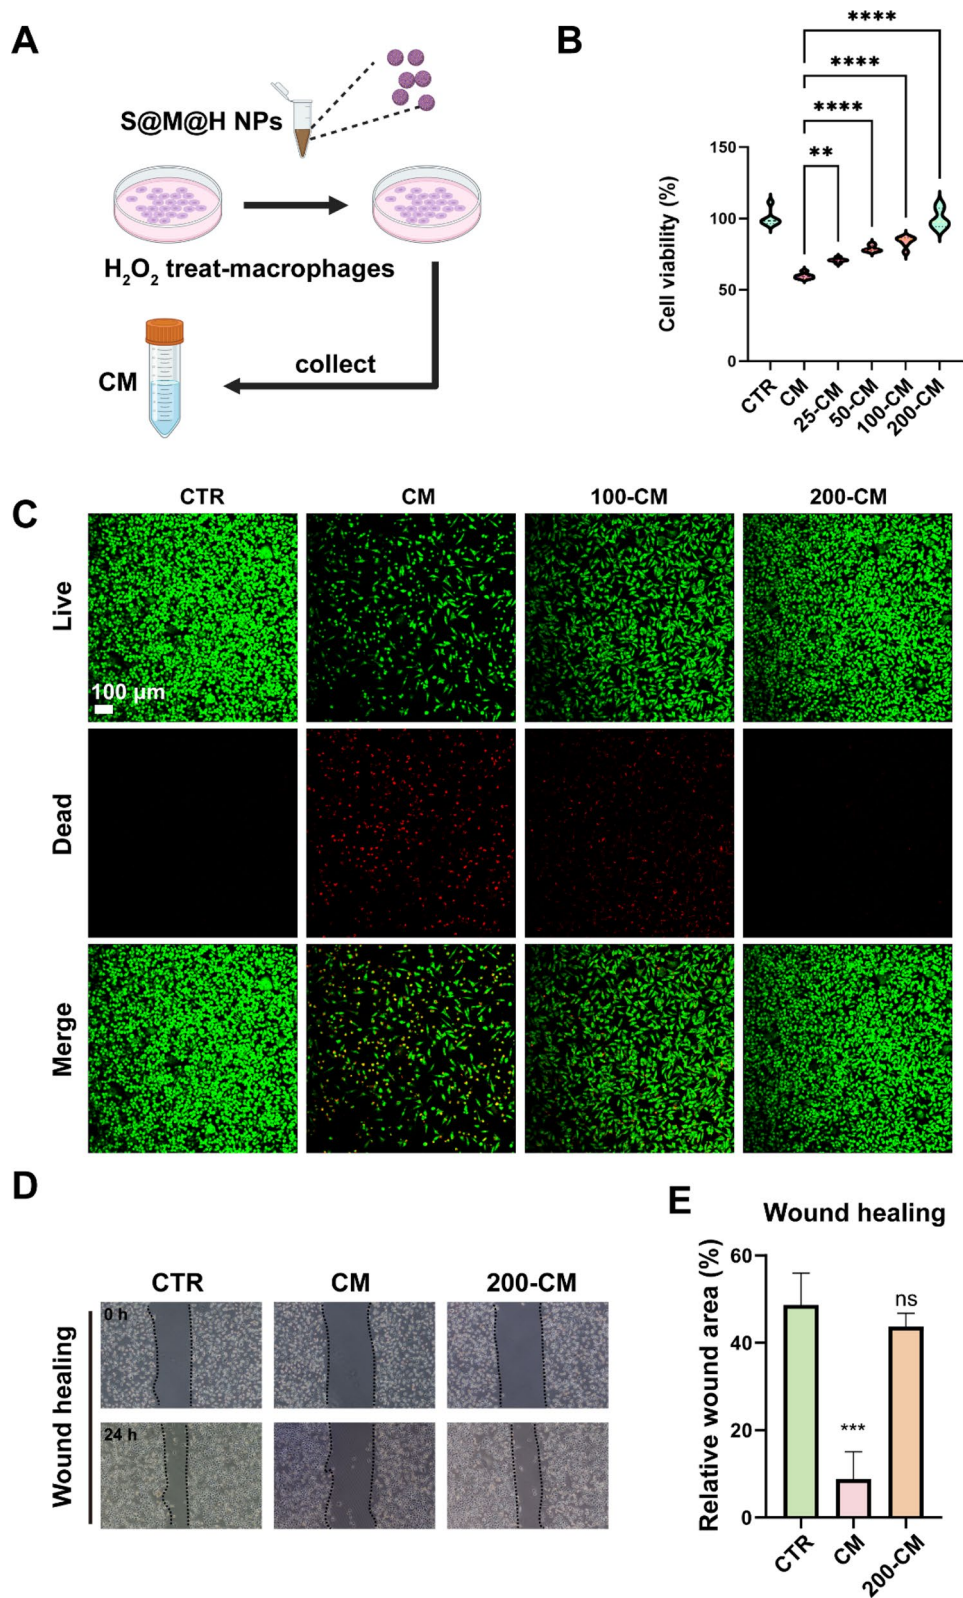 A
S@M@H NPs
H₂O₂ treat-macrophages
collect
CM
B
****
****
****
**
Cell viability (%)
150
100
50
0
CTR
CM
25-CM
50-CM
100-CM
200-CM
C
CTR
CM
100-CM
200-CM
Live
100 µm
Dead
Merge
D
CTR
CM
200-CM
Wound healing
0 h
24 h
E
Wound healing
Relative wound area (%)
60
40
20
0
***
ns
CTR
CM
200-CM